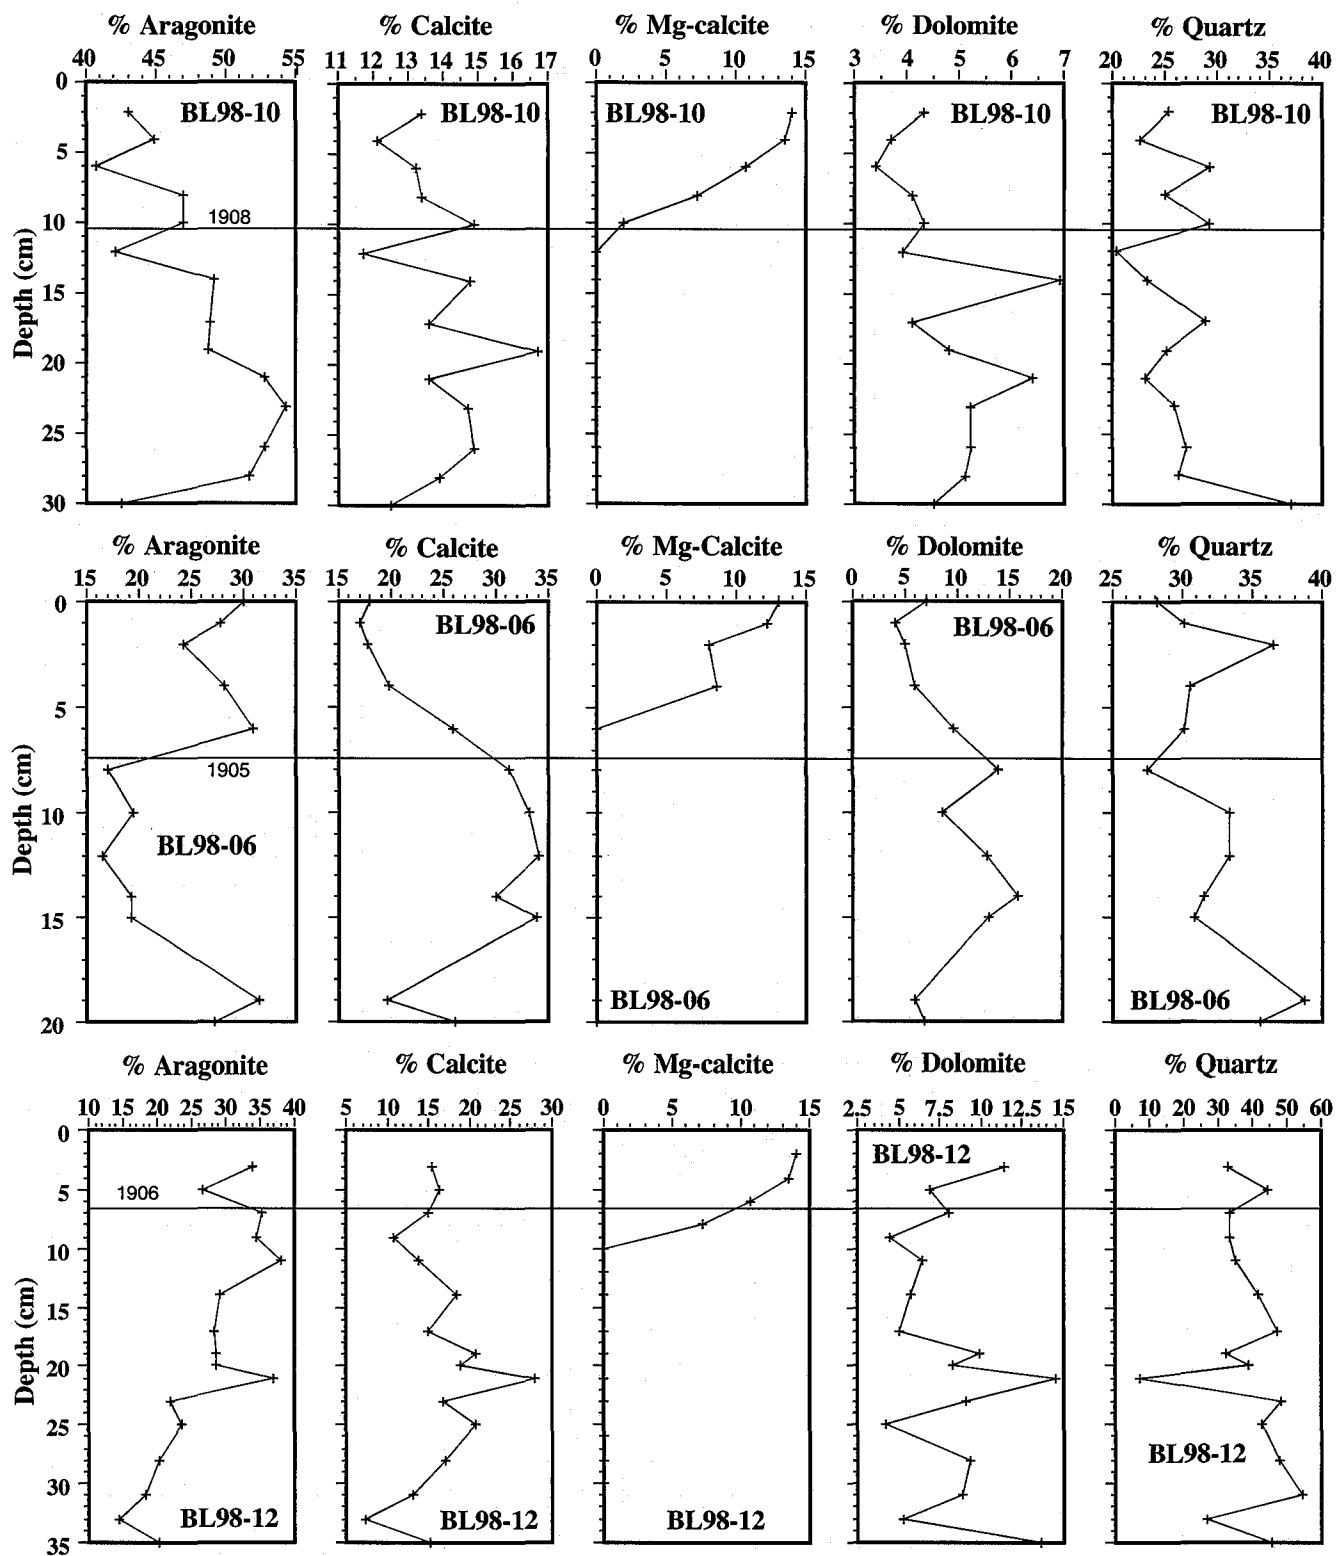 % Aragonite % Calcite % Mg-calcite % Dolomite % Quartz
40 45 50 55 11 12 13 14 15 16 17 0 5 10 15 3 4 5 6 7 20 25 30 35 40
0
BL98-10 BL98-10 BL98-10 BL98-10 BL98-10
5
1908
10
Depth (cm)
15
20
25
30
% Aragonite % Calcite % Mg-Calcite % Dolomite % Quartz
15 20 25 30 35 15 20 25 30 35 0 5 10 15 0 5 10 15 20 25 30 35 40
0
BL98-06 BL98-06
5
1905
Depth (cm)
10
BL98-06
15
BL98-06 BL98-06
20
% Aragonite % Calcite % Mg-calcite % Dolomite % Quartz
10 15 20 25 30 35 40 5 10 15 20 25 30 0 5 10 15 2.5 5 7.5 10 12.5 15 0 10 20 30 40 50 60
0
BL98-12
5
1906
10
15
Depth (cm)
20
25
BL98-12
30
BL98-12 BL98-12 BL98-12
35